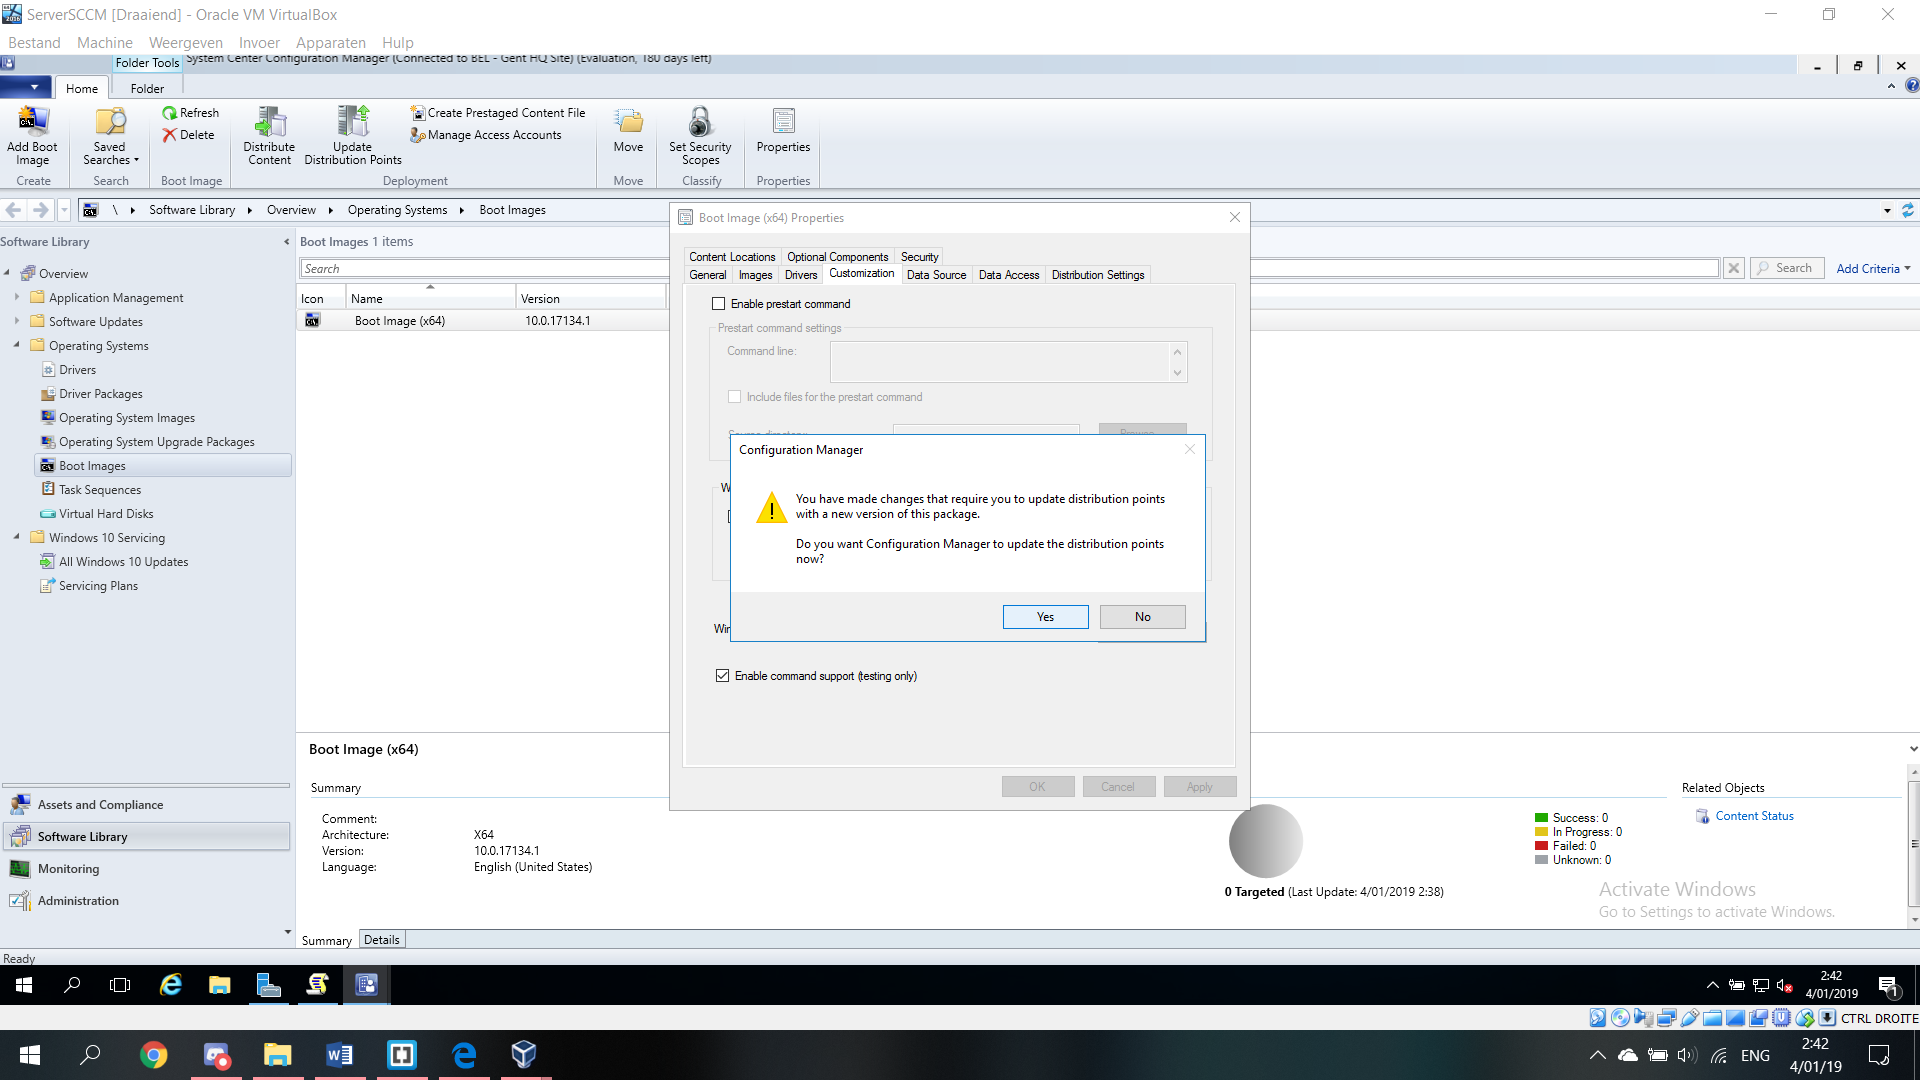 ServerSCCM [Draaiend] - Oracle VM VirtualBox
Bestand Machine Weergeven Invoer Apparaten Hulp
Folder Tools System Center Configuration Manager (Connected to BEL - Gent HQ Site) (Evaluation, 180 days left)
Home Folder
Add Boot Image
Create
Saved Searches
Search
Refresh
Delete
Boot Image
Distribute Content
Update Distribution Points
Create Prestaged Content File
Manage Access Accounts
Deployment
Move
Move
Set Security Scopes
Classify
Properties
Properties
\ Software Library Overview Operating Systems Boot Images
Software Library
Overview
Application Management
Software Updates
Operating Systems
Drivers
Driver Packages
Operating System Images
Operating System Upgrade Packages
Boot Images
Task Sequences
Virtual Hard Disks
Windows 10 Servicing
All Windows 10 Updates
Servicing Plans
Assets and Compliance
Software Library
Monitoring
Administration
Boot Images 1 items
Search
Search Add Criteria
Icon Name Version
Boot Image (x64) 10.0.17134.1
Boot Image (x64) Properties
Content Locations Optional Components Security
General Images Drivers Customization Data Source Data Access Distribution Settings
Enable prestart command
Prestart command settings
Command line:
Include files for the prestart command
Configuration Manager
You have made changes that require you to update distribution points
with a new version of this package.
Do you want Configuration Manager to update the distribution points
now?
Yes No
Enable command support (testing only)
OK Cancel Apply
Boot Image (x64)
Summary
Comment:
Architecture: X64
Version: 10.0.17134.1
Language: English (United States)
0 Targeted (Last Update: 4/01/2019 2:38)
Success: 0
In Progress: 0
Failed: 0
Unknown: 0
Related Objects
Content Status
Activate Windows
Go to Settings to activate Windows.
Summary Details
Ready
2:42
4/01/2019
1
CTRL DROITE
ENG
2:42
4/01/19